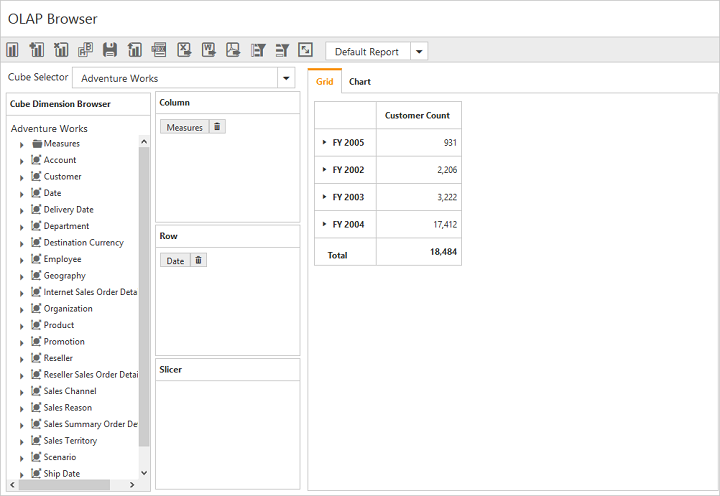 OLAP Browser
Default Report
Cube Selector
Adventure Works
Cube Dimension Browser
Adventure Works
Measures
Account
Customer
Date
Delivery Date
Department
Destination Currency
Employee
Geography
Internet Sales Order Deta
Organization
Product
Promotion
Reseller
Reseller Sales Order Detai
Sales Channel
Sales Reason
Sales Summary Order De
Sales Territory
Scenario
Ship Date
Column
Measures
Row
Date
Slicer
Grid Chart
Customer Count
FY 2005 931
FY 2002 2,206
FY 2003 3,222
FY 2004 17,412
Total 18,484